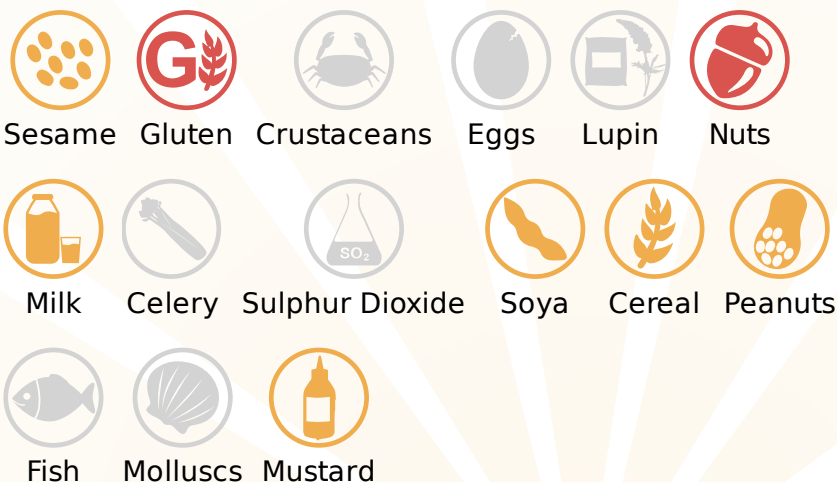 G
Sesame Gluten Crustaceans Eggs Lupin Nuts
SO₂
Milk Celery Sulphur Dioxide Soya Cereal Peanuts
Fish Molluscs Mustard